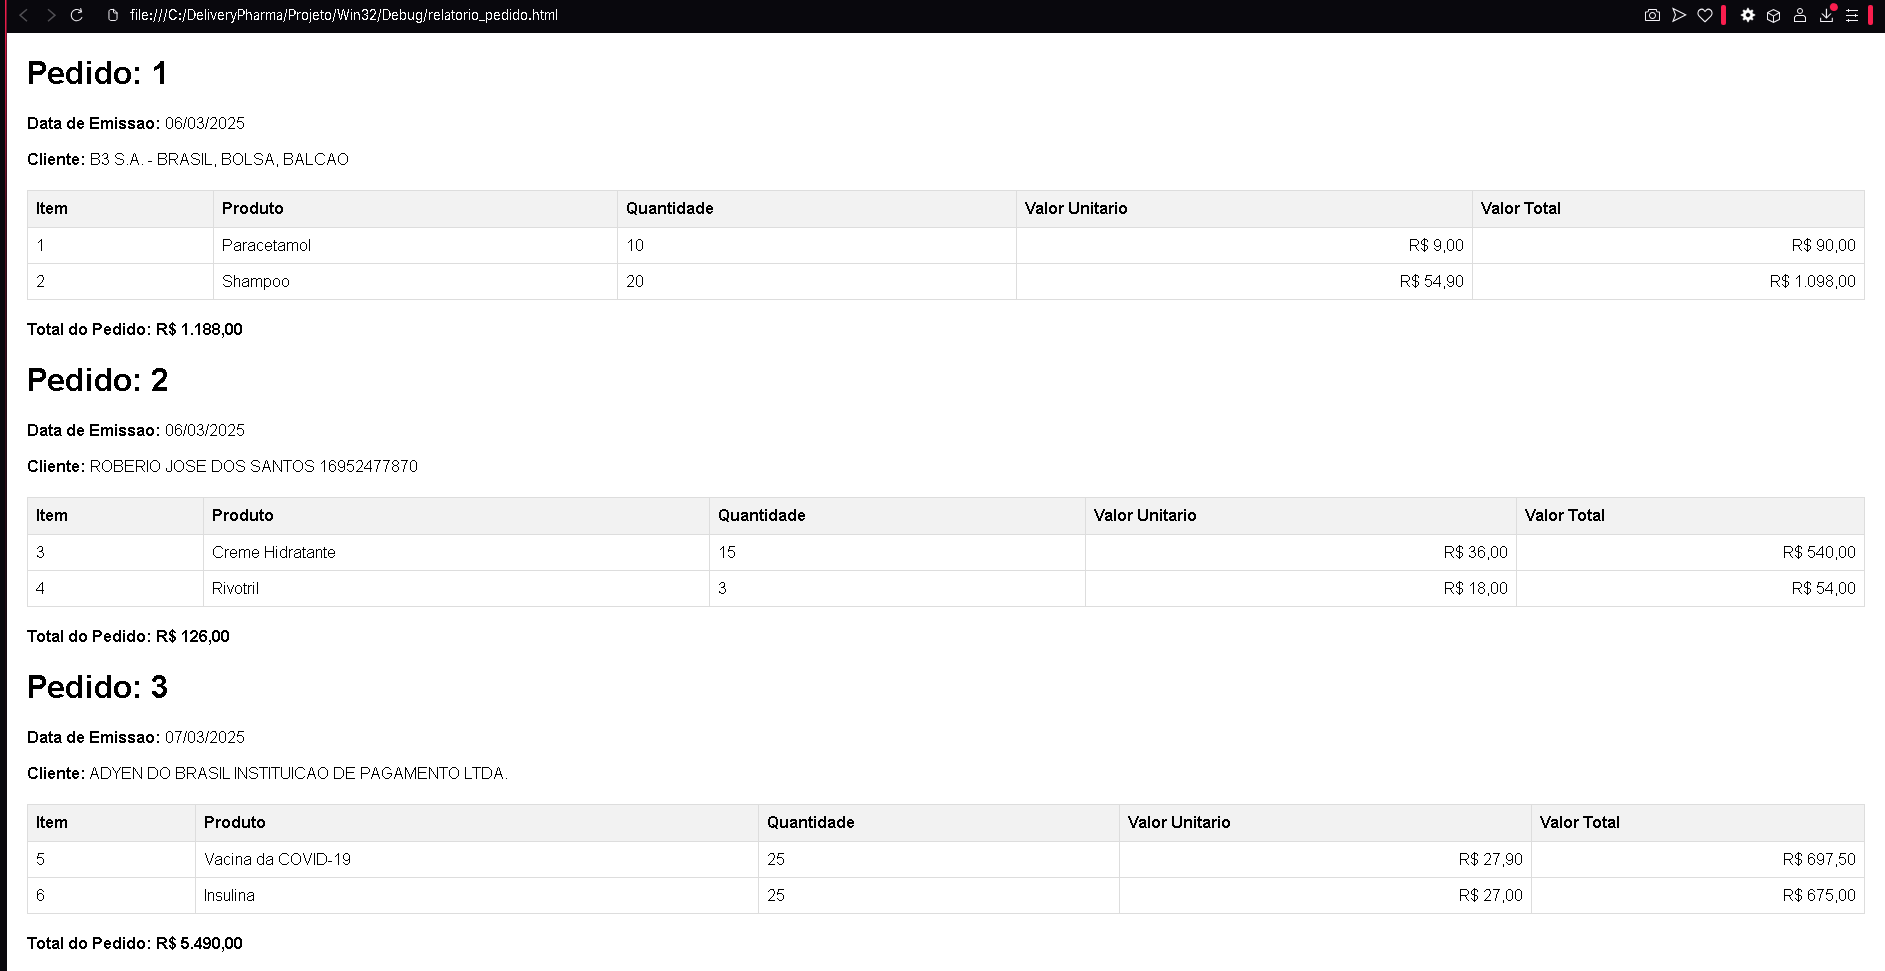 file:///C:/DeliveryPharma/Projeto/Win32/Debug/relatorio_pedido.html
Pedido: 1
Data de Emissao: 06/03/2025
Cliente: B3 S.A. - BRASIL, BOLSA, BALCAO
Item Produto Quantidade Valor Unitario Valor Total
1 Paracetamol 10 R$ 9,00 R$ 90,00
2 Shampoo 20 R$ 54,90 R$ 1.098,00
Total do Pedido: R$ 1.188,00
Pedido: 2
Data de Emissao: 06/03/2025
Cliente: ROBERIO JOSE DOS SANTOS 16952477870
Item Produto Quantidade Valor Unitario Valor Total
3 Creme Hidratante 15 R$ 36,00 R$ 540,00
4 Rivotril 3 R$ 18,00 R$ 54,00
Total do Pedido: R$ 126,00
Pedido: 3
Data de Emissao: 07/03/2025
Cliente: ADYEN DO BRASIL INSTITUICAO DE PAGAMENTO LTDA.
Item Produto Quantidade Valor Unitario Valor Total
5 Vacina da COVID-19 25 R$ 27,90 R$ 697,50
6 Insulina 25 R$ 27,00 R$ 675,00
Total do Pedido: R$ 5.490,00